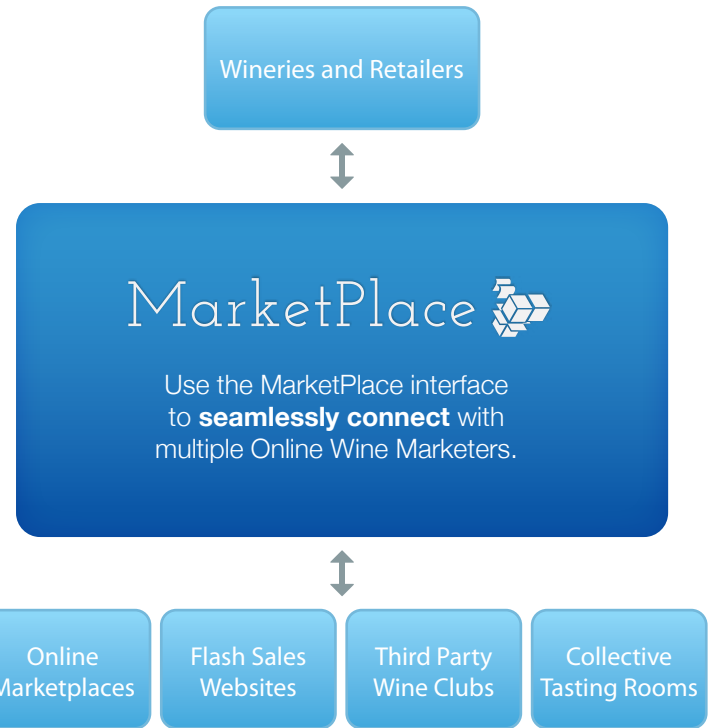 Wineries and Retailers
MarketPlace
Use the MarketPlace interface
to seamlessly connect with
multiple Online Wine Marketers.
Online
Marketplaces
Flash Sales
Websites
Third Party
Wine Clubs
Collective
Tasting Rooms